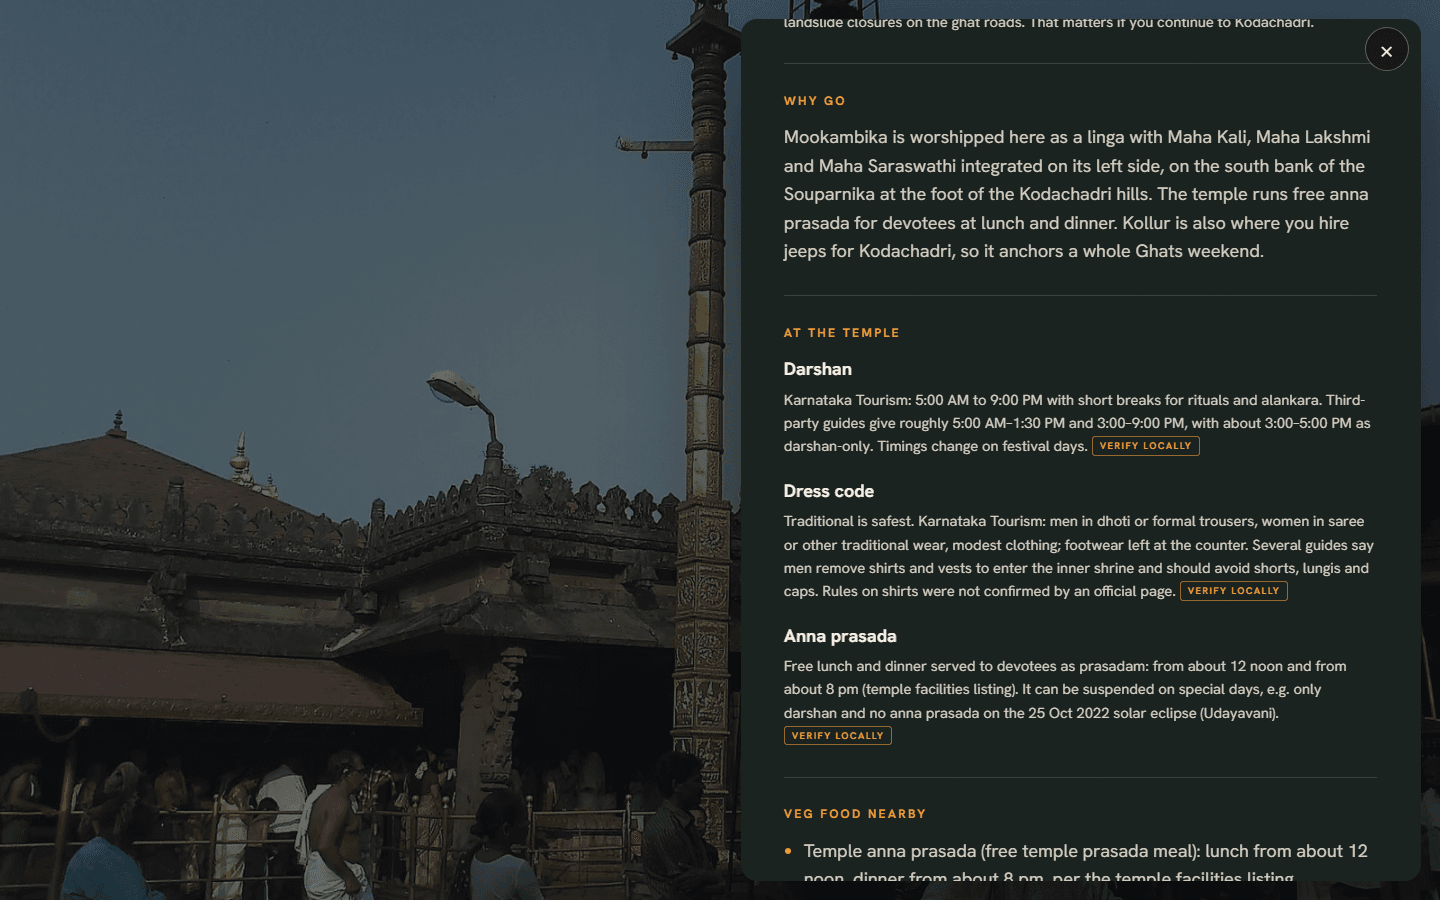 landslide closures on the ghat roads. That matters if you continue to Kodachadri.
WHY GO
Mookambika is worshipped here as a linga with Maha Kali, Maha Lakshmi
and Maha Saraswathi integrated on its left side, on the south bank of the
Souparnika at the foot of the Kodachadri hills. The temple runs free anna
prasada for devotees at lunch and dinner. Kollur is also where you hire
jeeps for Kodachadri, so it anchors a whole Ghats weekend.
AT THE TEMPLE
Darshan
Karnataka Tourism: 5:00 AM to 9:00 PM with short breaks for rituals and alankara. Third-
party guides give roughly 5:00 AM–1:30 PM and 3:00–9:00 PM, with about 3:00–5:00 PM as
darshan-only. Timings change on festival days. VERIFY LOCALLY
Dress code
Traditional is safest. Karnataka Tourism: men in dhoti or formal trousers, women in saree
or other traditional wear, modest clothing; footwear left at the counter. Several guides say
men remove shirts and vests to enter the inner shrine and should avoid shorts, lungis and
caps. Rules on shirts were not confirmed by an official page. VERIFY LOCALLY
Anna prasada
Free lunch and dinner served to devotees as prasadam: from about 12 noon and from
about 8 pm (temple facilities listing). It can be suspended on special days, e.g. only
darshan and no anna prasada on the 25 Oct 2022 solar eclipse (Udayavani).
VERIFY LOCALLY
VEG FOOD NEARBY
• Temple anna prasada (free temple prasada meal): lunch from about 12
noon, dinner from about 8 pm, per the temple facilities listing